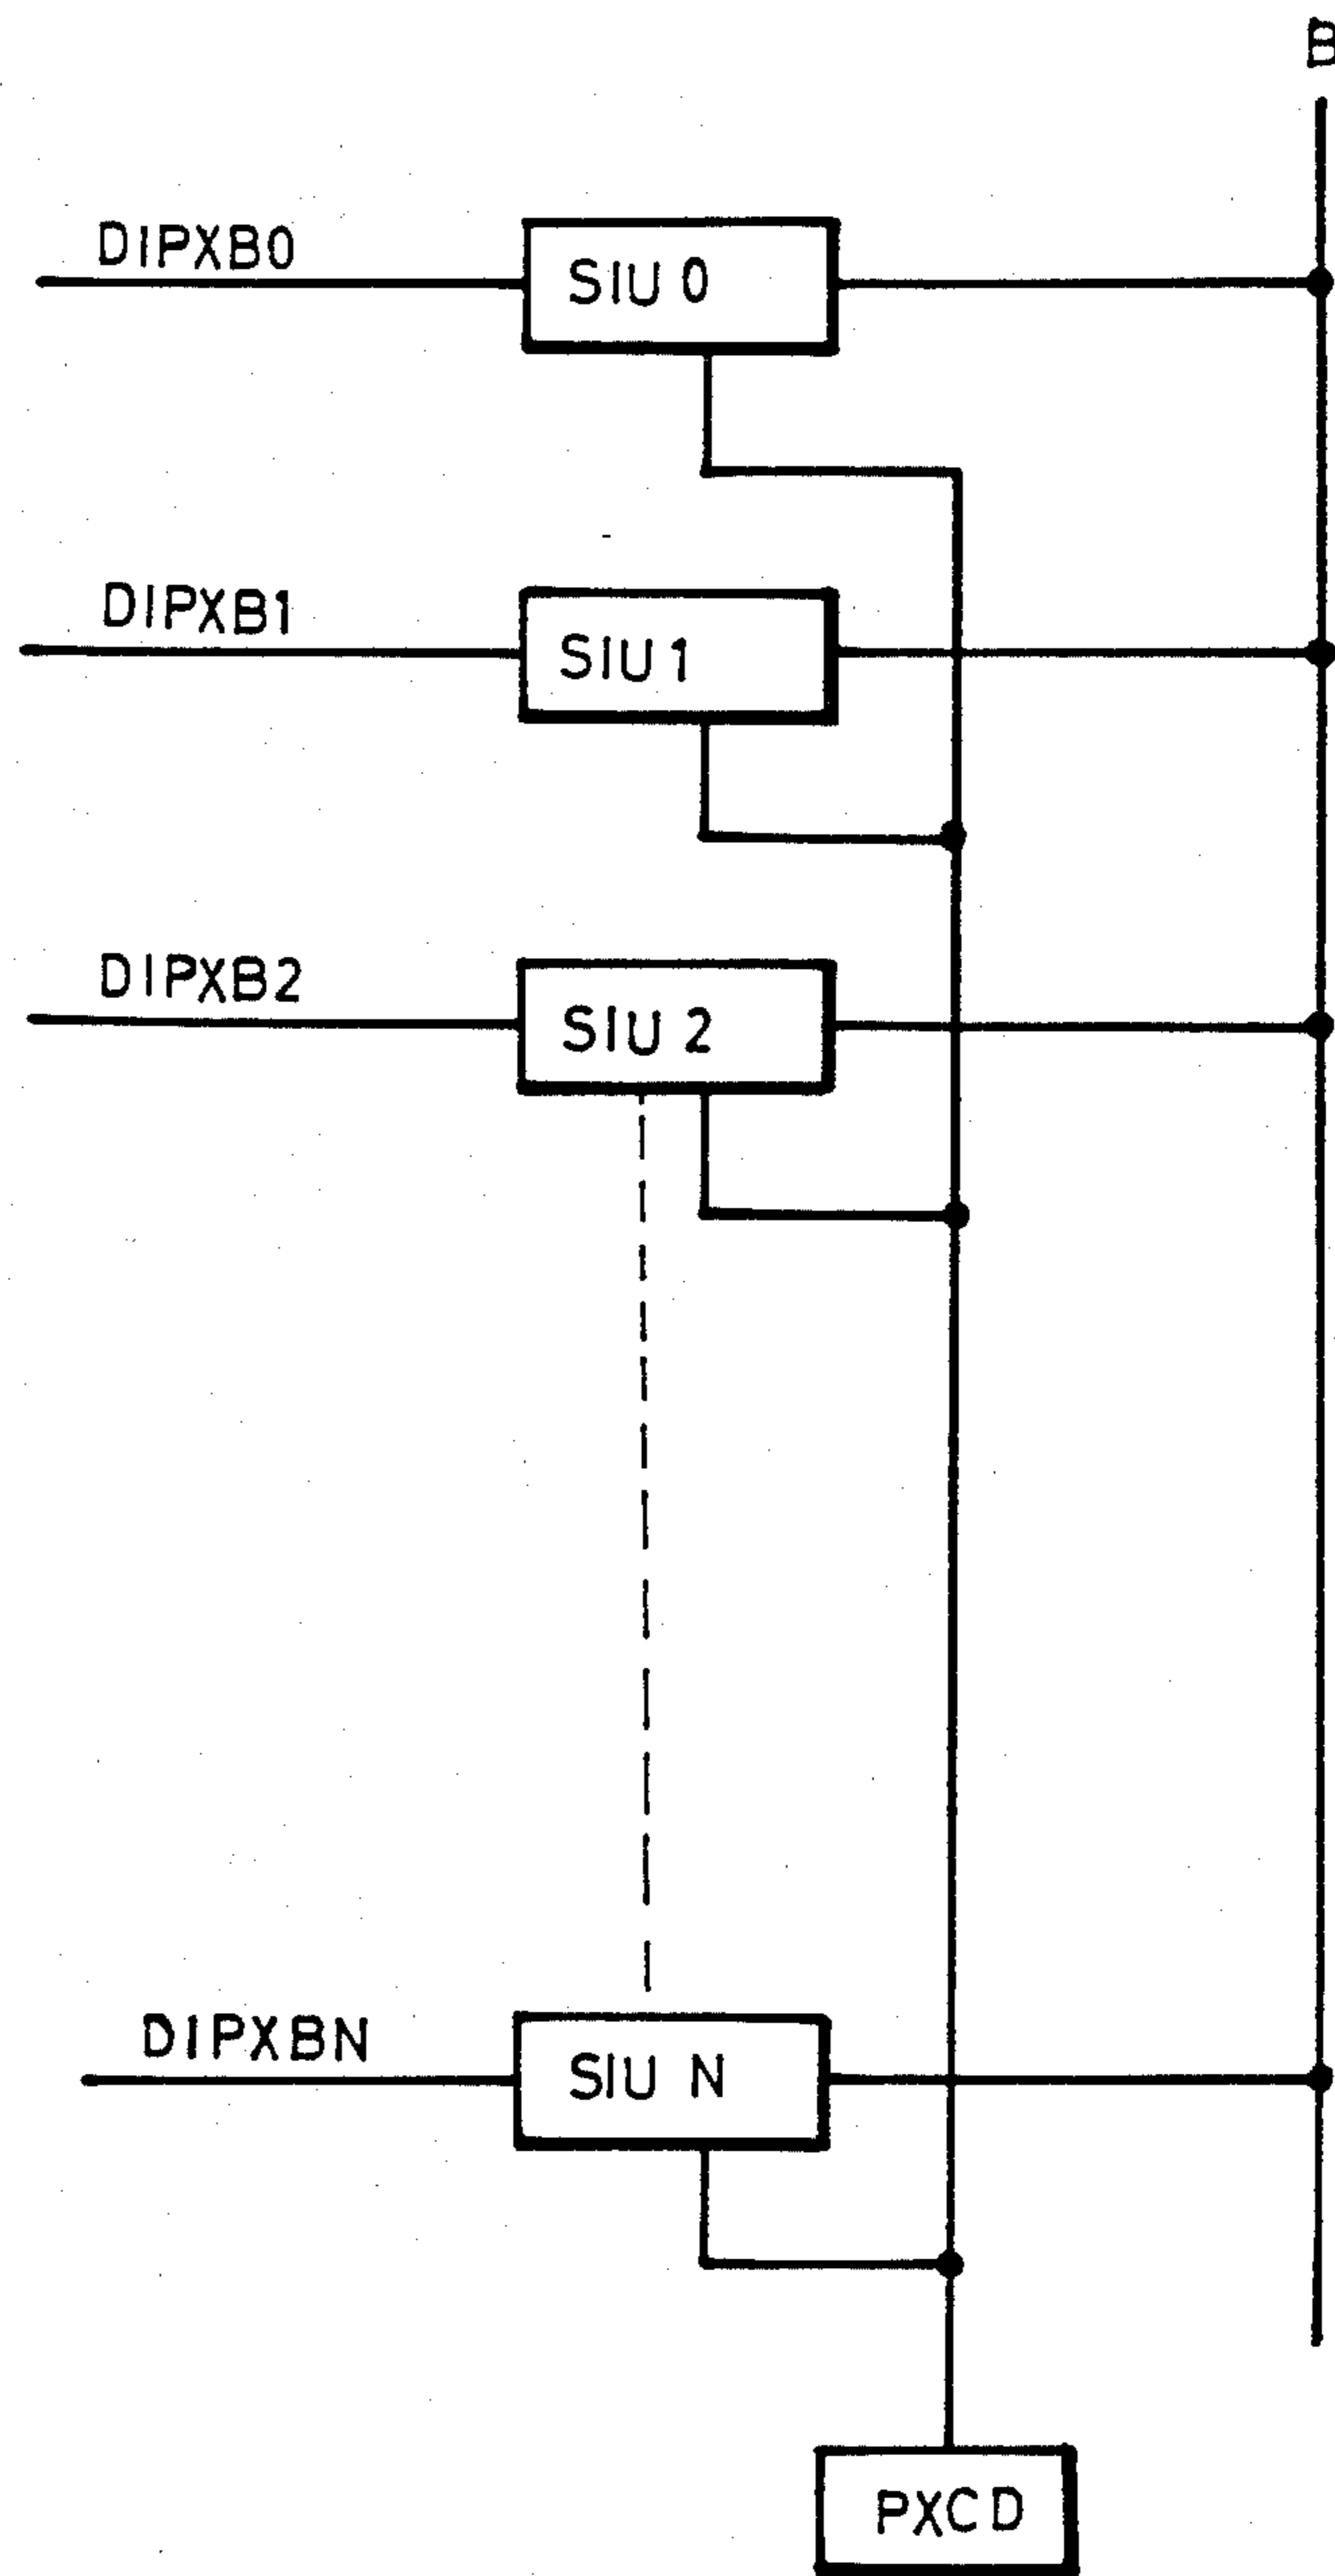 DIPXB0
SIU 0
DIPXB1
SIU 1
DIPXB2
SIU 2
DIPXBN
SIU N
PXCD